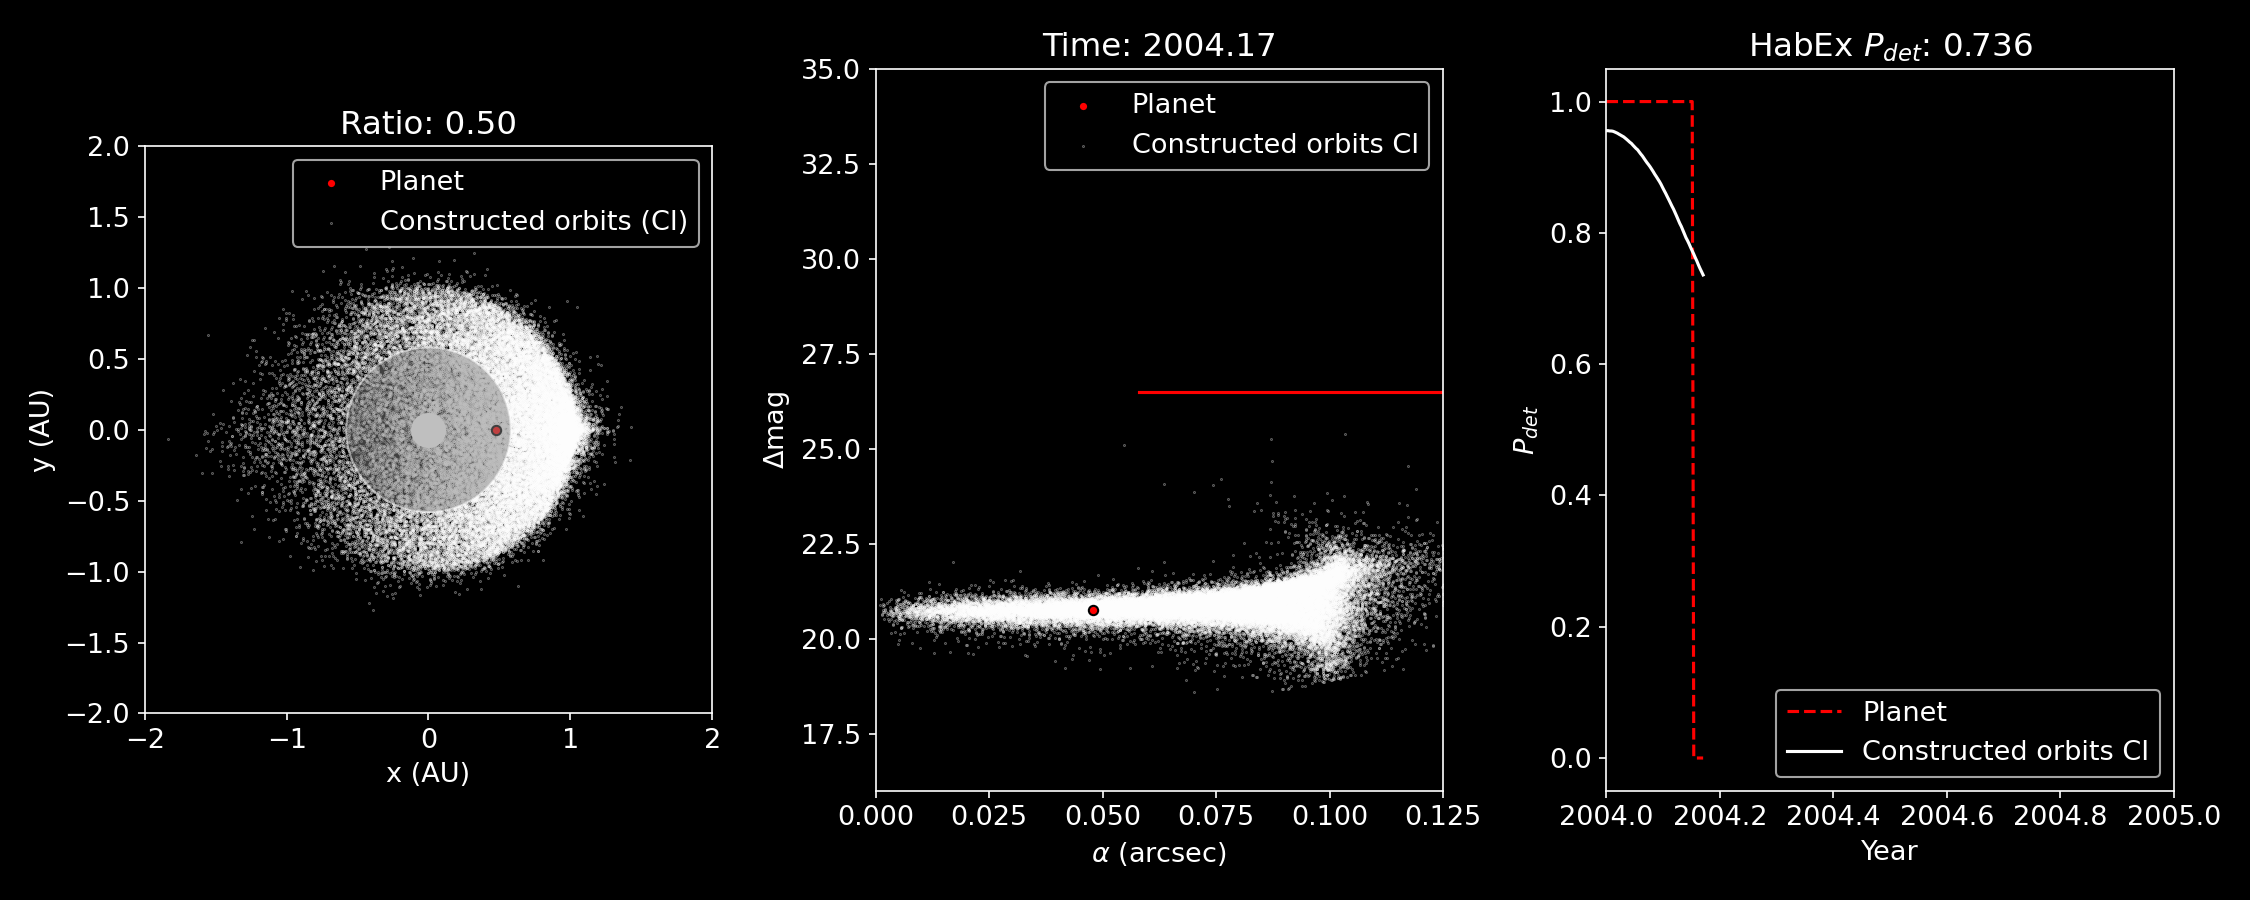 Ratio: 0.50
Planet
Constructed orbits (CI)
2.0
1.5
1.0
0.5
0.0
−0.5
−1.0
−1.5
−2.0
y (AU)
−2 −1 0 1 2
x (AU)
Time: 2004.17
Planet
Constructed orbits CI
35.0
32.5
30.0
27.5
25.0
22.5
20.0
17.5
Δmag
0.000 0.025 0.050 0.075 0.100 0.125
α (arcsec)
HabEx Pdet: 0.736
1.0
0.8
0.6
0.4
0.2
0.0
Pdet
Planet
Constructed orbits CI
2004.0 2004.2 2004.4 2004.6 2004.8 2005.0
Year